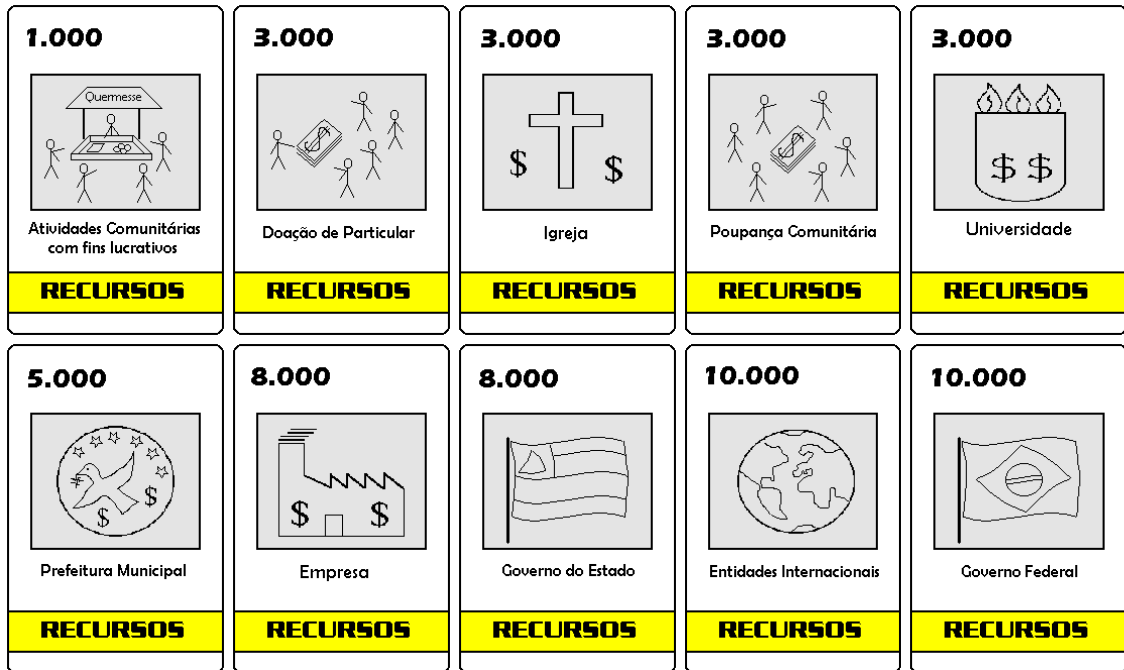 1.000
Quermesse
Atividades Comunitárias
com fins lucrativos
RECURSOS
3.000
$
Doação de Particular
RECURSOS
3.000
$ $
Igreja
RECURSOS
3.000
$
Poupança Comunitária
RECURSOS
3.000
$ $
Universidade
RECURSOS
5.000
$ $
Prefeitura Municipal
RECURSOS
8.000
$ $
Empresa
RECURSOS
8.000
Governo do Estado
RECURSOS
10.000
Entidades Internacionais
RECURSOS
10.000
Governo Federal
RECURSOS